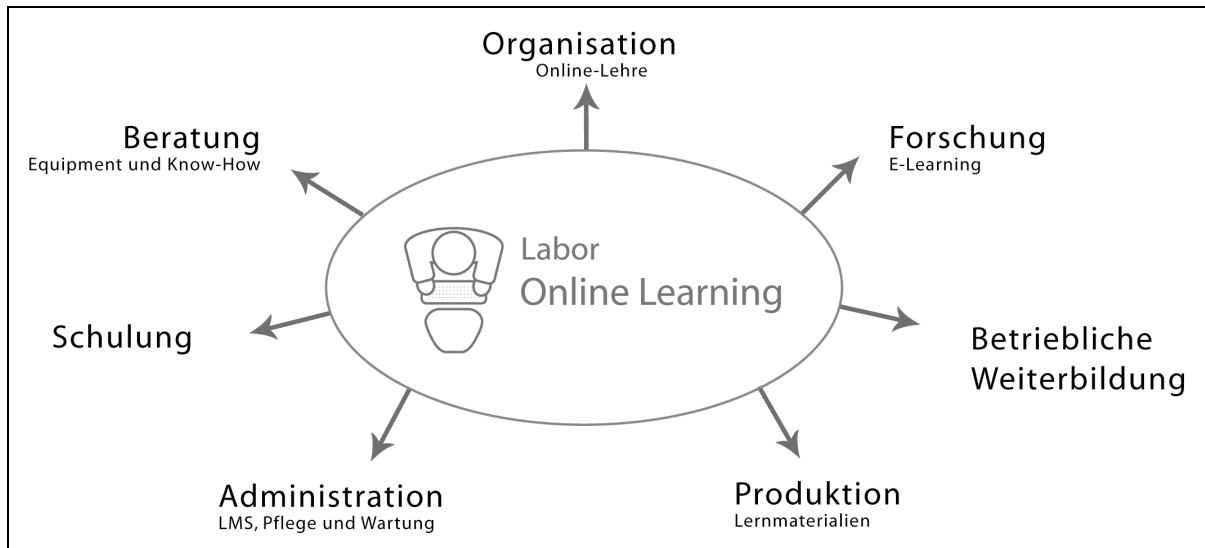 Organisation
Online-Lehre
Beratung
Equipment und Know-How
Forschung
E-Learning
Labor
Online Learning
Schulung
Betriebliche
Weiterbildung
Administration
LMS, Pflege und Wartung
Produktion
Lernmaterialien